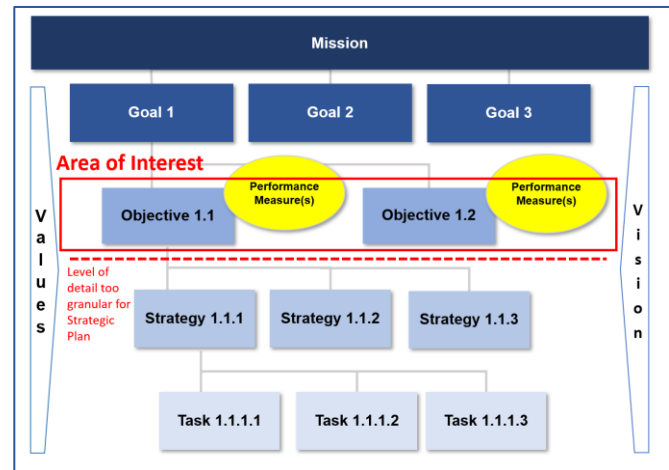 Mission
Goal 1
Goal 2
Goal 3
Area of Interest
Performance
Measure(s)
Performance
Measure(s)
Objective 1.1
Objective 1.2
Values
Vision
Level of
detail too
granular for
Strategic
Plan
Strategy 1.1.1
Strategy 1.1.2
Strategy 1.1.3
Task 1.1.1.1
Task 1.1.1.2
Task 1.1.1.3